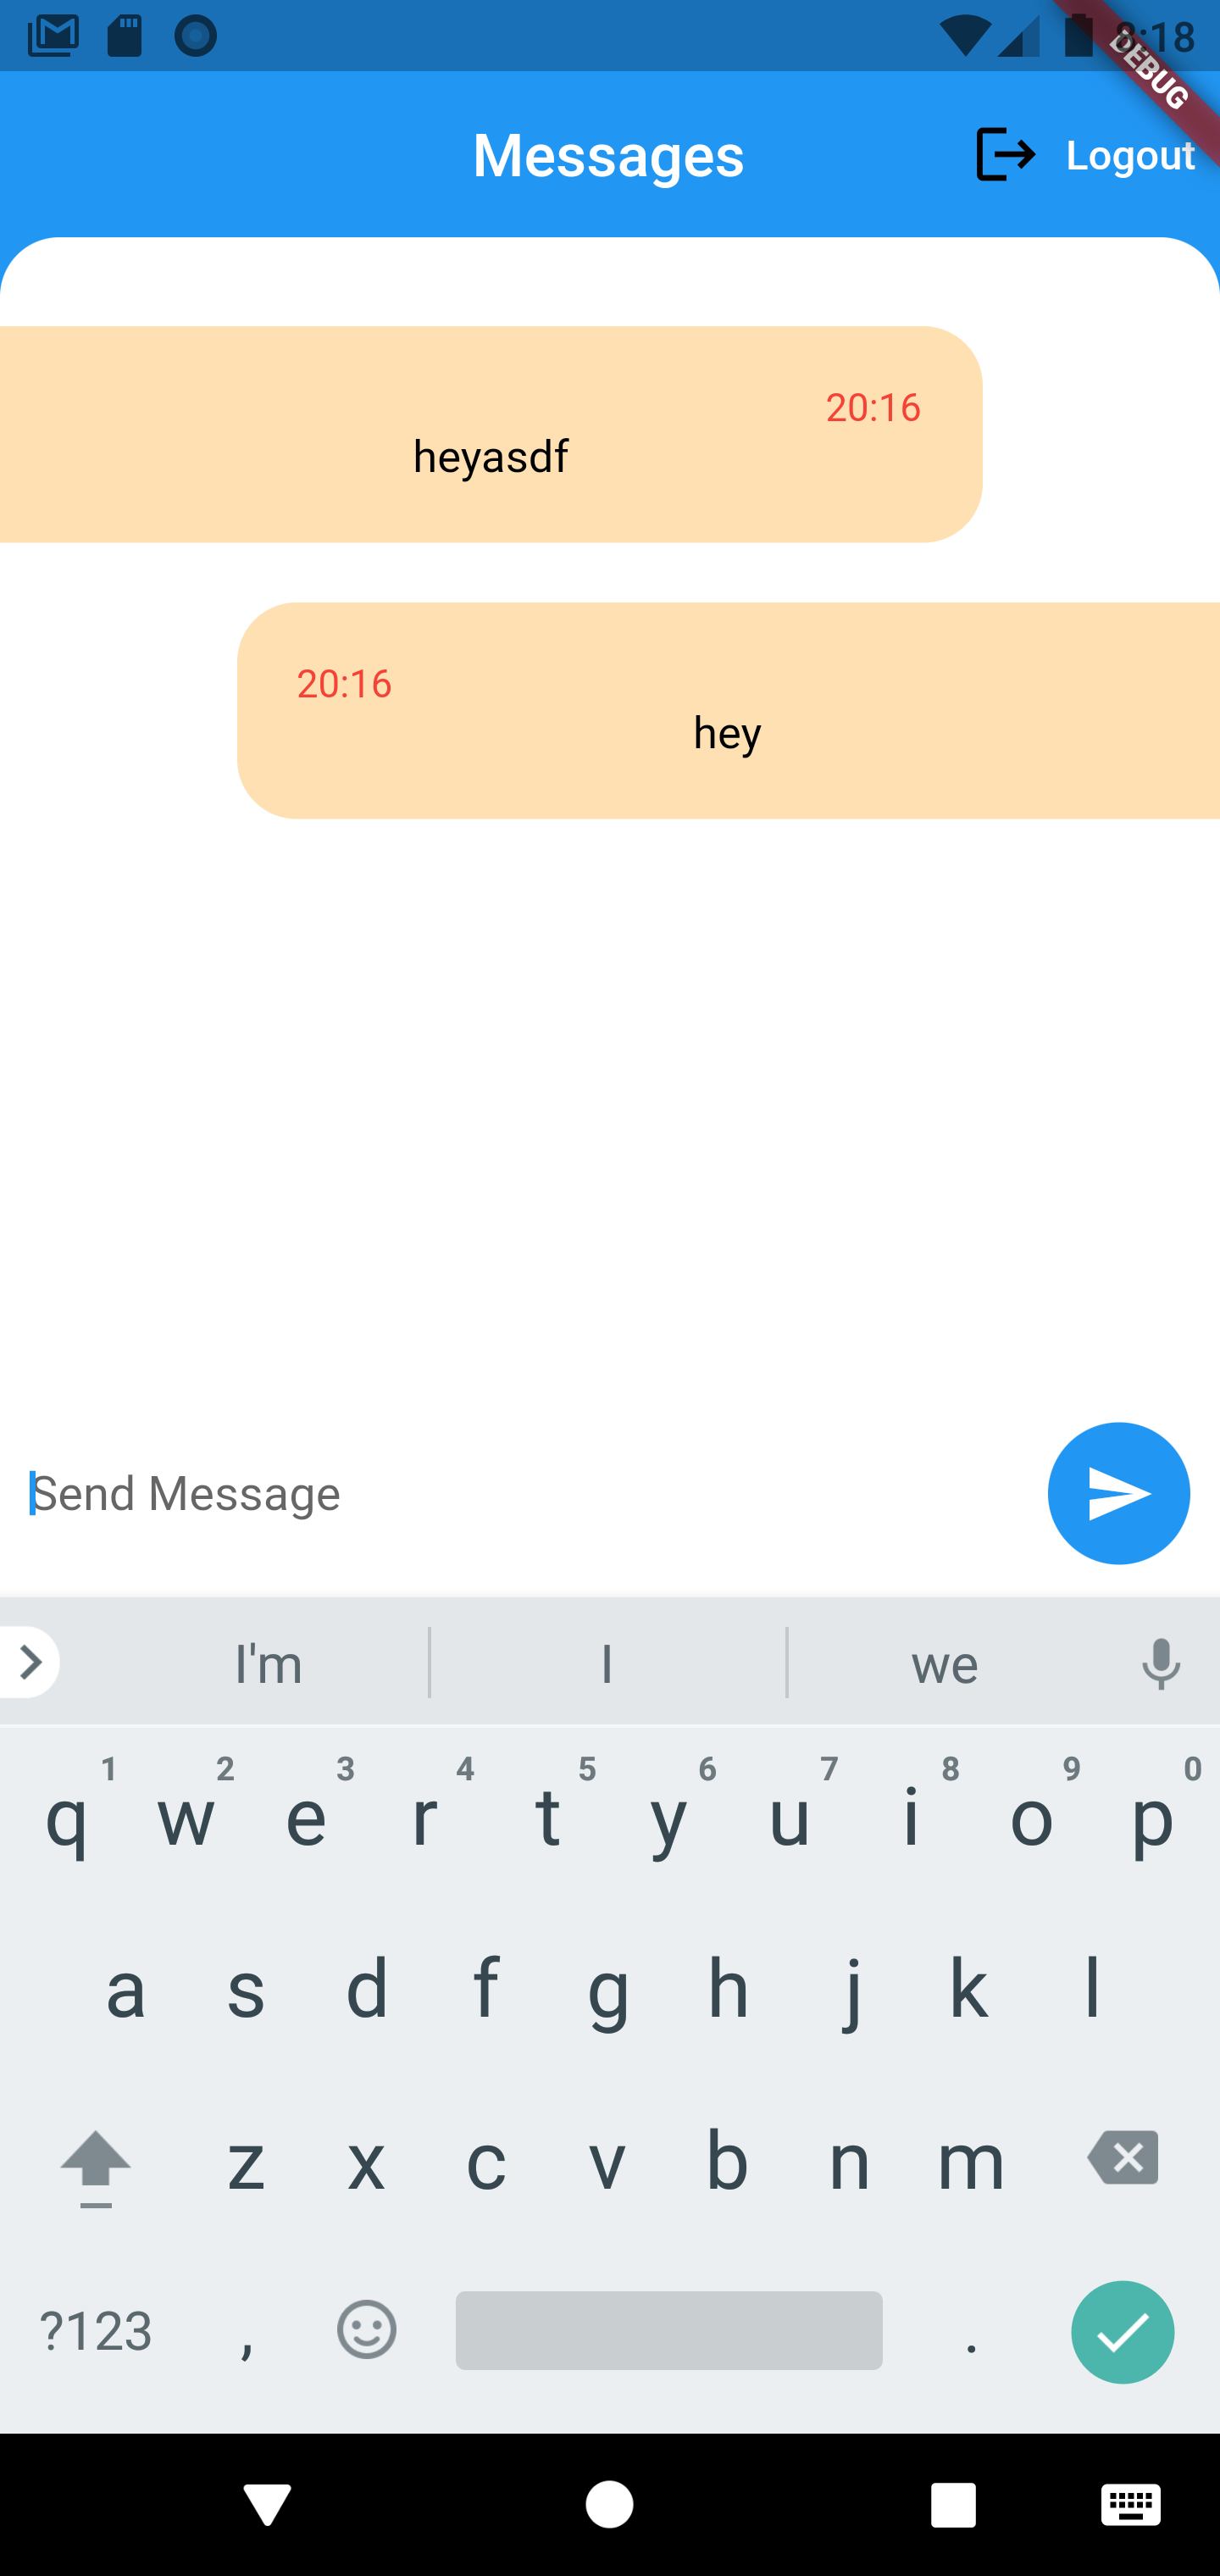 8:18
DEBUG
Messages
Logout
20:16
heyasdf
20:16
hey
Send Message
I'm I we
1 2 3 4 5 6 7 8 9 0
q w e r t y u i o p
a s d f g h j k l
z x c v b n m
?123 , .